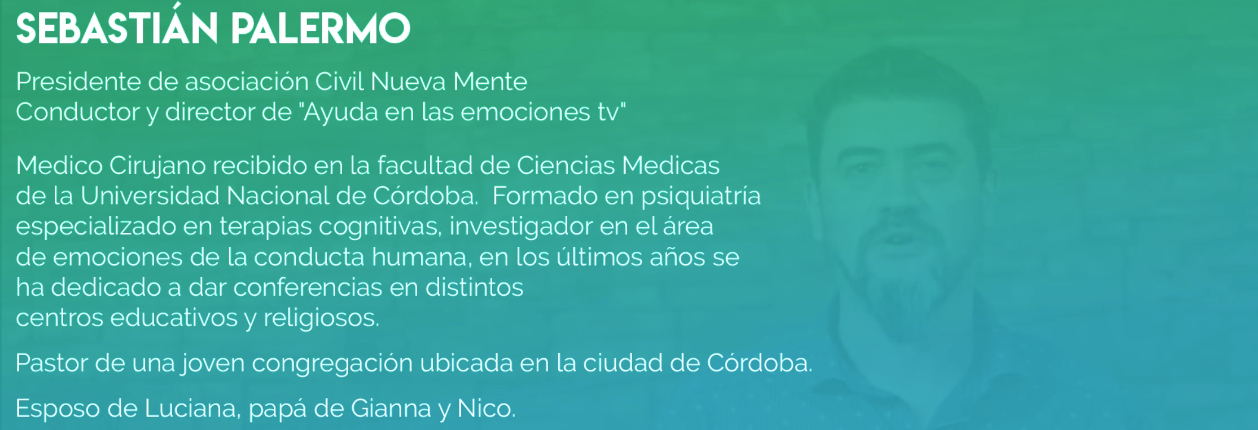 SEBASTIÁN PALERMO
Presidente de asociación Civil Nueva Mente
Conductor y director de "Ayuda en las emociones tv"
Medico Cirujano recibido en la facultad de Ciencias Medicas
de la Universidad Nacional de Córdoba. Formado en psiquiatría
especializado en terapias cognitivas, investigador en el área
de emociones de la conducta humana, en los últimos años se
ha dedicado a dar conferencias en distintos
centros educativos y religiosos.
Pastor de una joven congregación ubicada en la ciudad de Córdoba.
Esposo de Luciana, papá de Gianna y Nico.